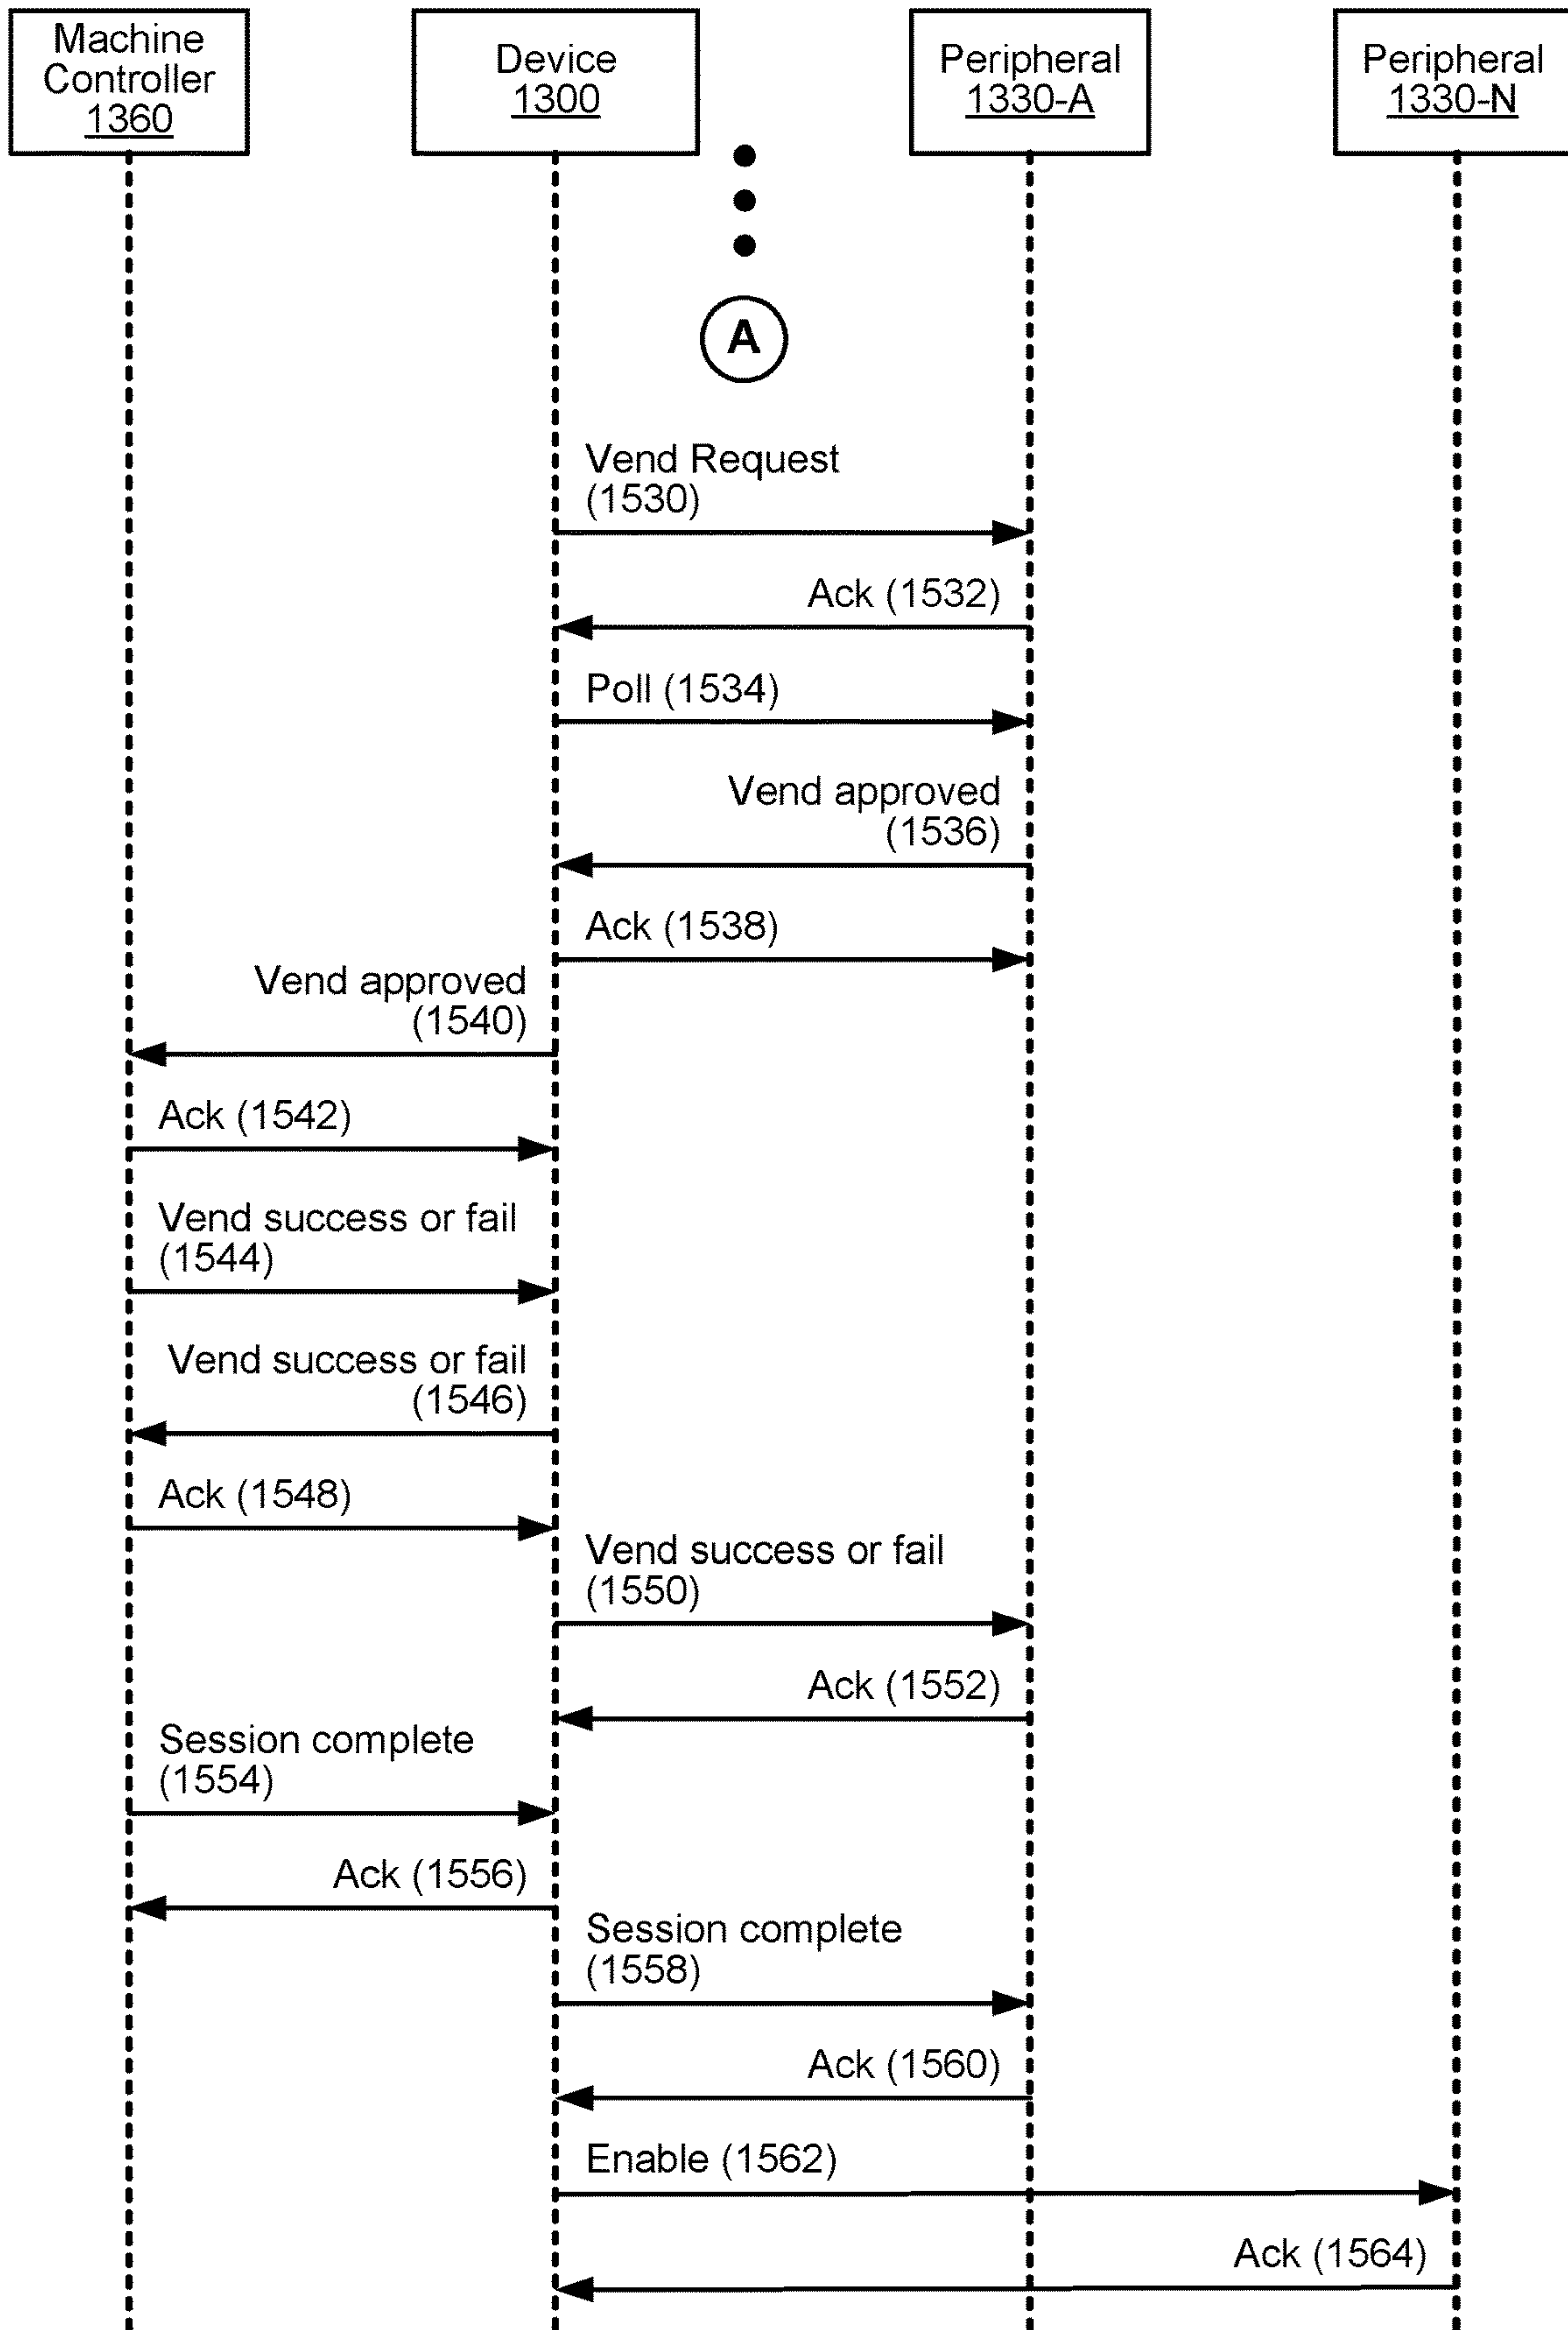 Machine
Controller
1360
Device
1300
Peripheral
1330-A
Peripheral
1330-N
A
Vend Request
(1530)
Ack (1532)
Poll (1534)
Vend approved
(1536)
Ack (1538)
Vend approved
(1540)
Ack (1542)
Vend success or fail
(1544)
Vend success or fail
(1546)
Ack (1548)
Vend success or fail
(1550)
Ack (1552)
Session complete
(1554)
Ack (1556)
Session complete
(1558)
Ack (1560)
Enable (1562)
Ack (1564)